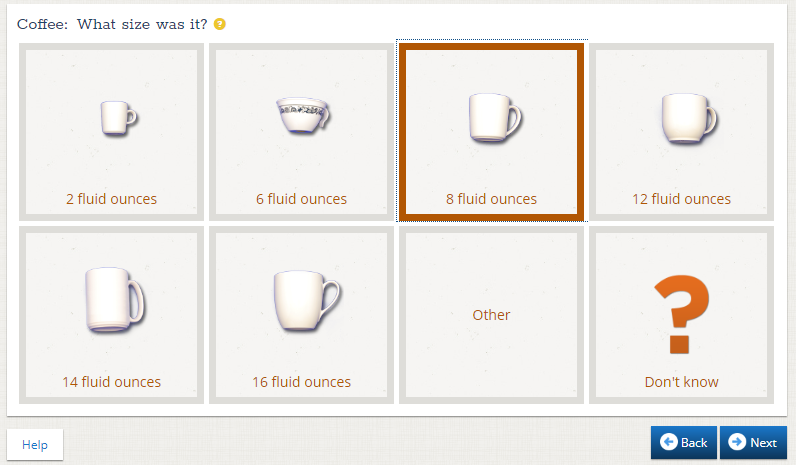 Coffee: What size was it? ?
2 fluid ounces
6 fluid ounces
8 fluid ounces
12 fluid ounces
14 fluid ounces
16 fluid ounces
Other
?
Don't know
Help
Back
Next